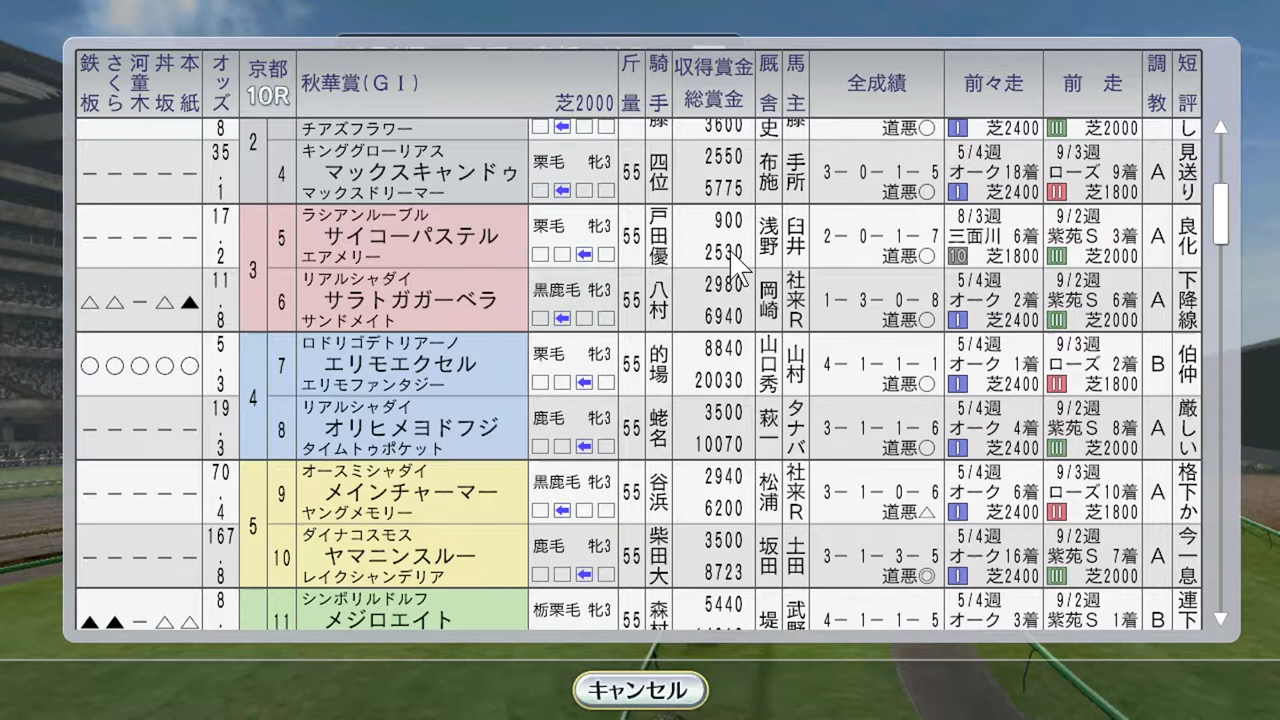 鉄板 さくら 河童木 丼坂 本紙 オッズ 京都10R 秋華賞(GⅠ) 芝2000 斤量 騎手 収得賞金 総賞金 厩舎 馬主 全成績 前々走 前 走 調教 短評
8 2 チアズフラワー 3600 史 藤 道悪○ Ⅰ 芝2400 Ⅲ 芝2000 し
－ － － － － 35.1 4 キンググローリアス 栗毛 牝3 55 四位 2550 布施 手所 3－ 0－ 1－ 5 5/4週 9/3週 A 見送り
マックスキャンドゥ オーク18着 ローズ 9着
マックスドリーマー 5775 道悪○ Ⅰ 芝2400 Ⅱ 芝1800
－ － － － － 17.2 3 5 ラシアンルーブル 栗毛 牝3 55 戸田優 900 浅野 臼井 2－ 0－ 1－ 7 8/3週 9/2週 A 良化
サイコーパステル 三面川 6着 紫苑S 3着
エアメリー 2530 道悪○ 10 芝1800 Ⅲ 芝2000
△ △ － △ ▲ 11.8 6 リアルシャダイ 黒鹿毛 牝3 55 八村 2980 岡崎 社来R 1－ 3－ 0－ 8 5/4週 9/2週 A 下降線
サラトガガーベラ オーク 2着 紫苑S 6着
サンドメイト 6940 道悪○ Ⅰ 芝2400 Ⅲ 芝2000
○ ○ ○ ○ ○ 5.3 4 7 ロドリゴデトリアーノ 栗毛 牝3 55 的場 8840 山口秀 山村 4－ 1－ 1－ 1 5/4週 9/3週 B 伯仲
エリモエクセル オーク 1着 ローズ 2着
エリモファンタジー 20030 道悪○ Ⅰ 芝2400 Ⅱ 芝1800
－ － － － － 19.3 8 リアルシャダイ 鹿毛 牝3 55 蛯名 3500 萩一 タナバ 3－ 1－ 1－ 6 5/4週 9/2週 A 厳しい
オリヒメヨドフジ オーク 4着 紫苑S 8着
タイムトゥポケット 10070 道悪○ Ⅰ 芝2400 Ⅲ 芝2000
－ － － － － 70.4 5 9 オースミシャダイ 黒鹿毛 牝3 55 谷浜 2940 松浦 社来R 3－ 1－ 0－ 6 5/4週 9/3週 A 格下か
メインチャーマー オーク 6着 ローズ10着
ヤングメモリー 6200 道悪△ Ⅰ 芝2400 Ⅱ 芝1800
－ － － － － 167.8 10 ダイナコスモス 鹿毛 牝3 55 柴田大 3500 坂田 土田 3－ 1－ 3－ 5 5/4週 9/2週 A 今一息
ヤマニンスルー オーク16着 紫苑S 7着
レイクシャンデリア 8723 道悪◎ Ⅰ 芝2400 Ⅲ 芝2000
▲ ▲ － △ △ 8 11 シンボリルドルフ 栃栗毛 牝3 55 森村 5440 堤 武野 4－ 1－ 1－ 5 5/4週 9/2週 B 連下
メジロエイト オーク 3着 紫苑S 1着
キャンセル